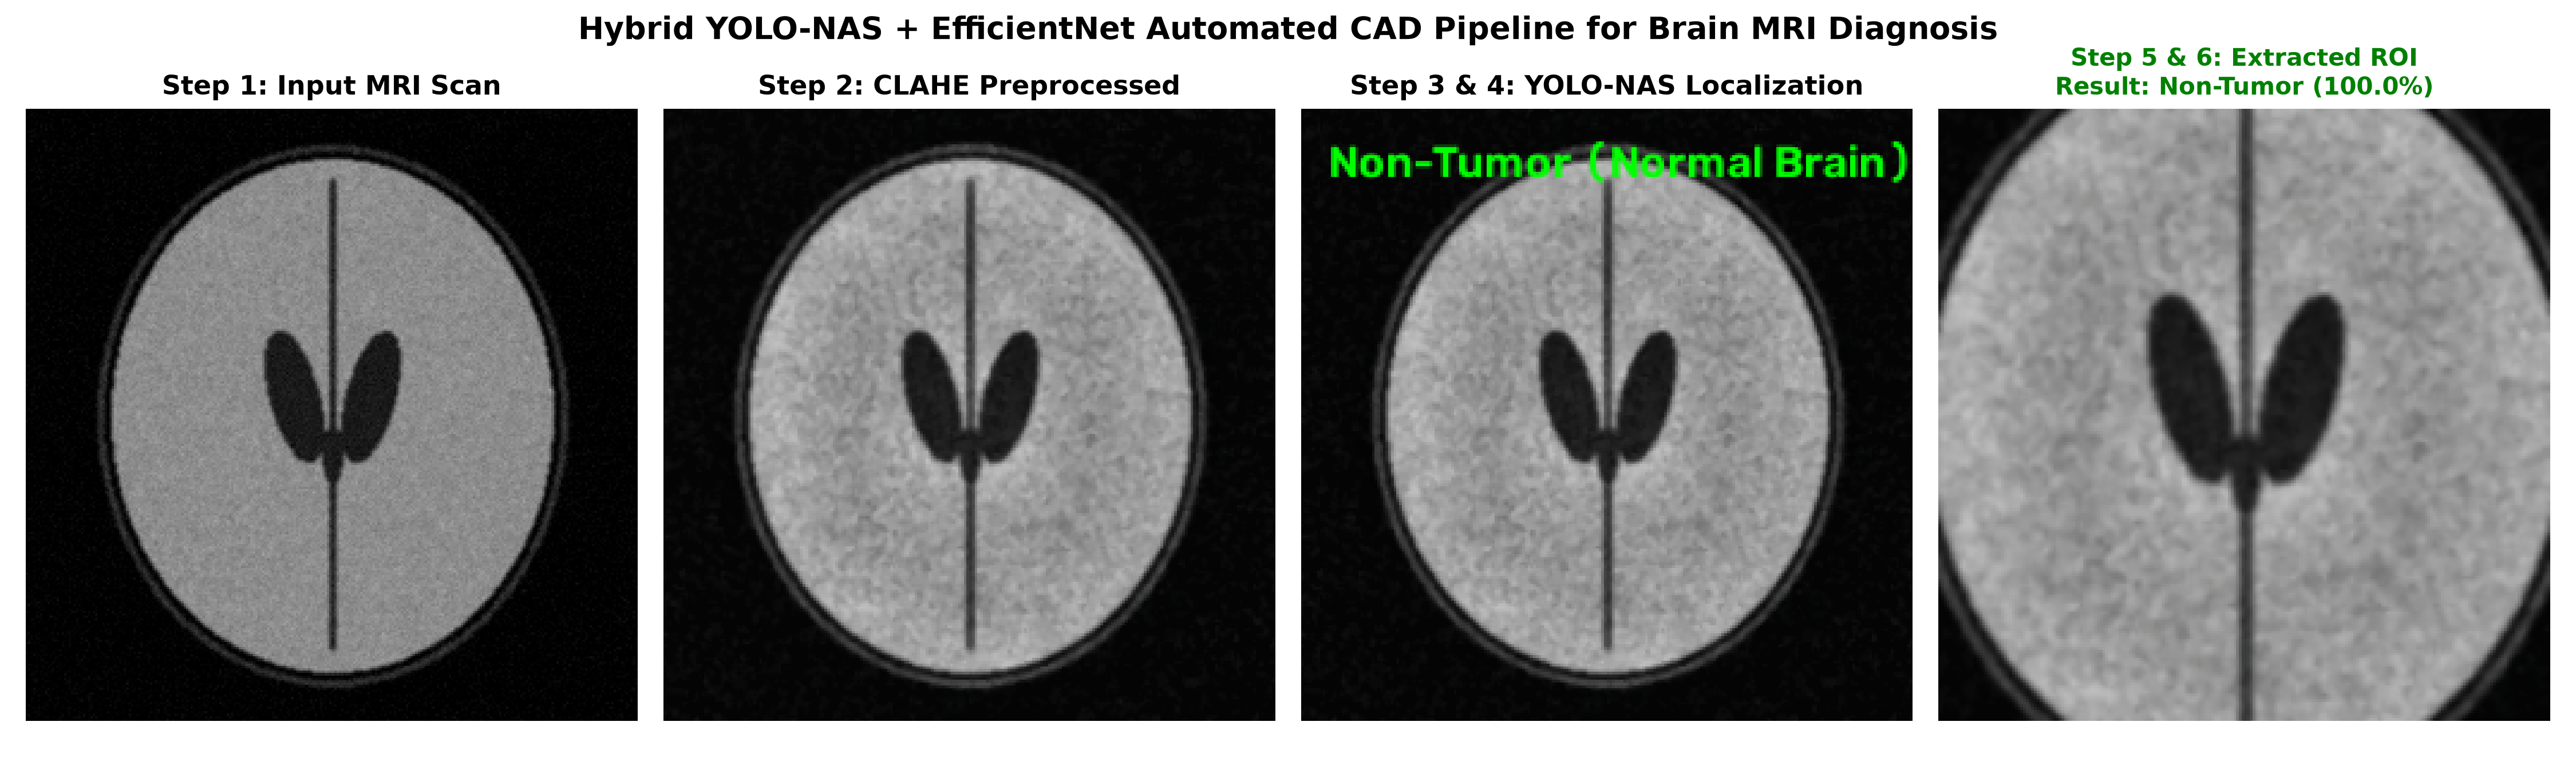 Hybrid YOLO-NAS + EfficientNet Automated CAD Pipeline for Brain MRI Diagnosis
Step 1: Input MRI Scan
Step 2: CLAHE Preprocessed
Step 3 & 4: YOLO-NAS Localization
Step 5 & 6: Extracted ROI
Result: Non-Tumor (100.0%)
Non-Tumor (Normal Brain)